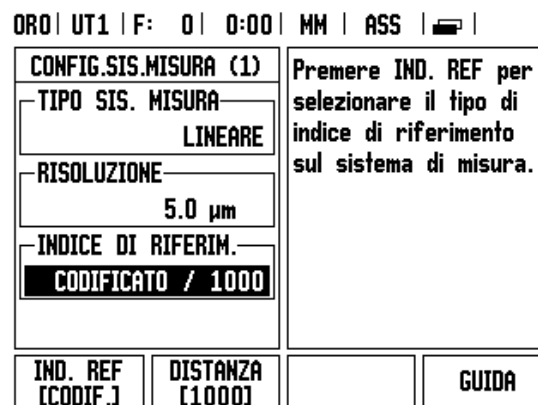 ORO| UT1 |F: 0| 0:00| MM | ASS | |
CONFIG.SIS.MISURA (1)
TIPO SIS. MISURA
LINEARE
RISOLUZIONE
5.0 µm
INDICE DI RIFERIM.
CODIFICATO / 1000
Premere IND. REF per
selezionare il tipo di
indice di riferimento
sul sistema di misura.
IND. REF
[CODIF.]
DISTANZA
[1000]
GUIDA